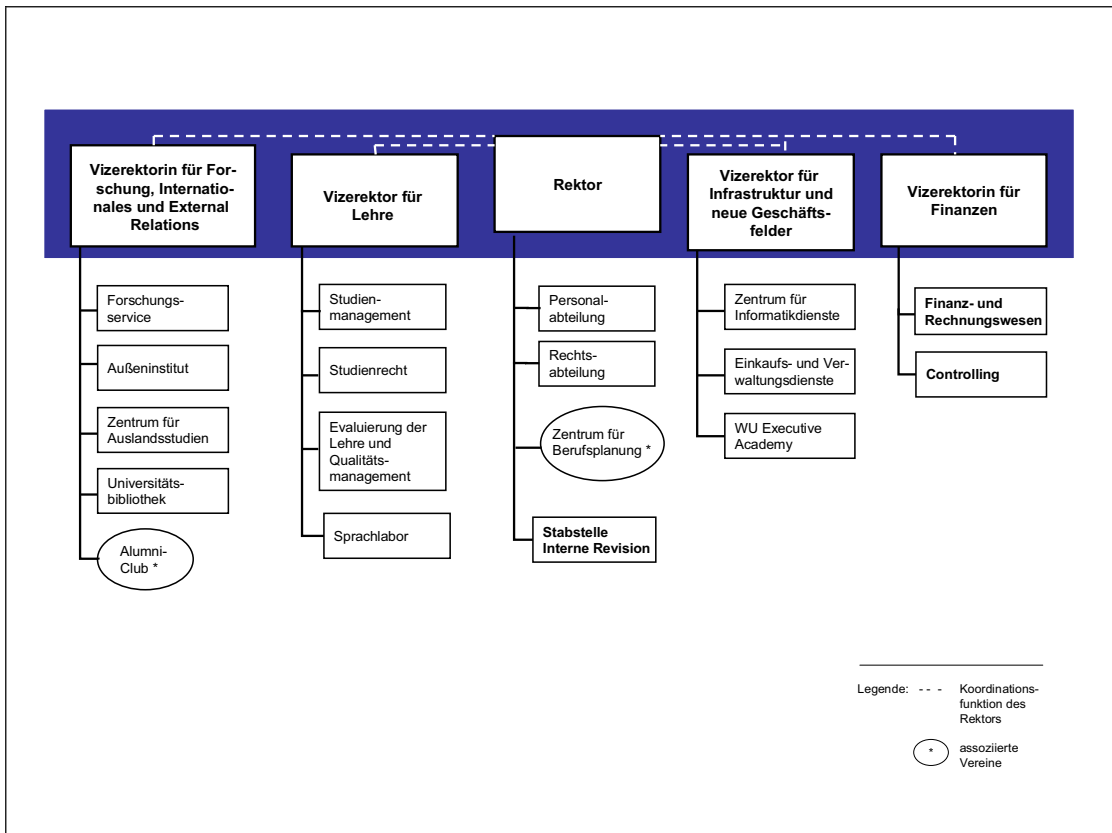 Vizerektorin für For-
schung, Internatio-
nales und External
Relations
Vizerektor für
Lehre
Rektor
Vizerektor für
Infrastruktur und
neue Geschäfts-
felder
Vizerektorin für
Finanzen
Forschungs-
service
Außeninstitut
Zentrum für
Auslandsstudien
Universitäts-
bibliothek
Alumni-
Club *
Studien-
management
Studienrecht
Evaluierung der
Lehre und
Qualitäts-
management
Sprachlabor
Personal-
abteilung
Rechts-
abteilung
Zentrum für
Berufsplanung *
Stabstelle
Interne Revision
Zentrum für
Informatikdienste
Einkaufs- und Ver-
waltungsdienste
WU Executive
Academy
Finanz- und
Rechnungswesen
Controlling
Legende: - - - Koordinations-
funktion des
Rektors
* assoziierte
Vereine